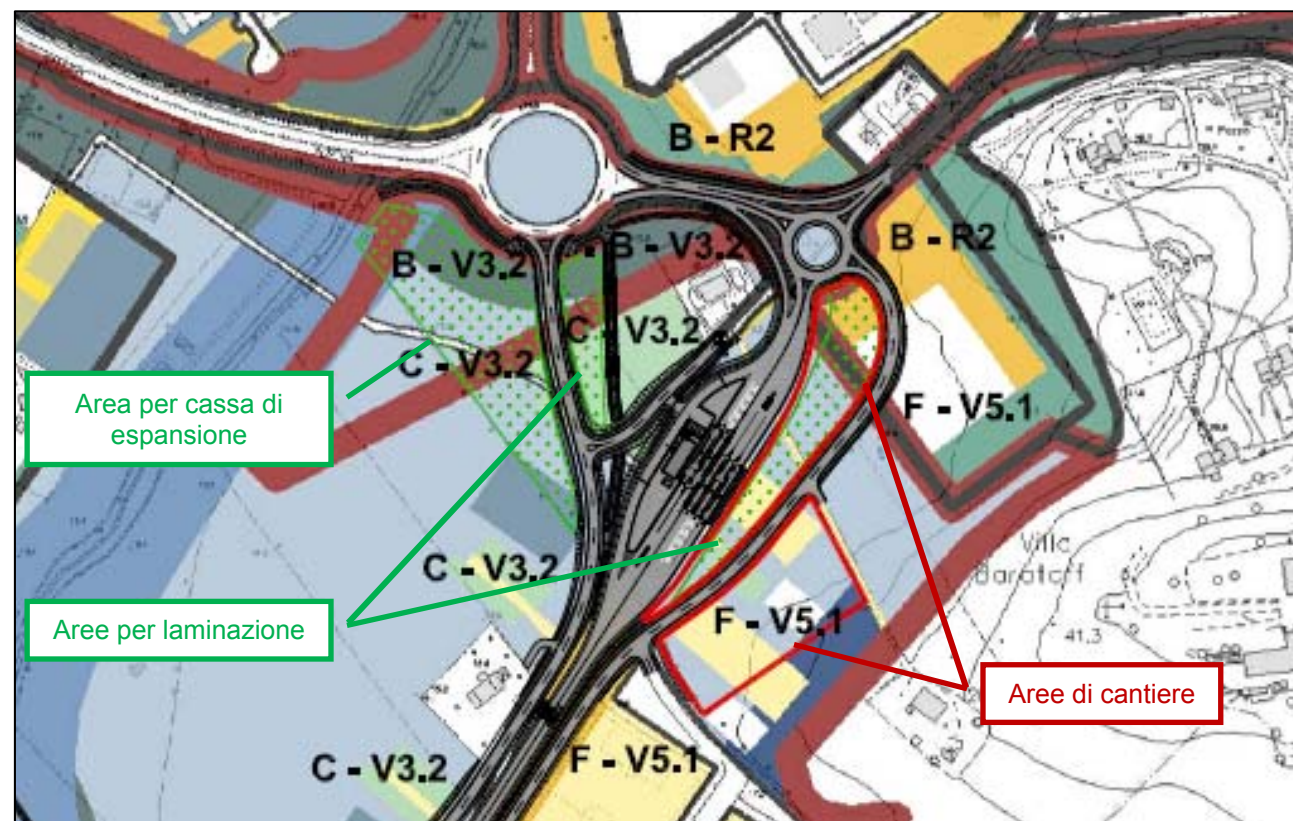 B - R2
B - R2
B - V3.2
B - V3.2
C - V3.2
C - V3.2
Area per cassa di
espansione
F - V5.1
Villa
C - V3.2
Aree per laminazione
F - V5.1
41.3
Aree di cantiere
C - V3.2
F - V5.1